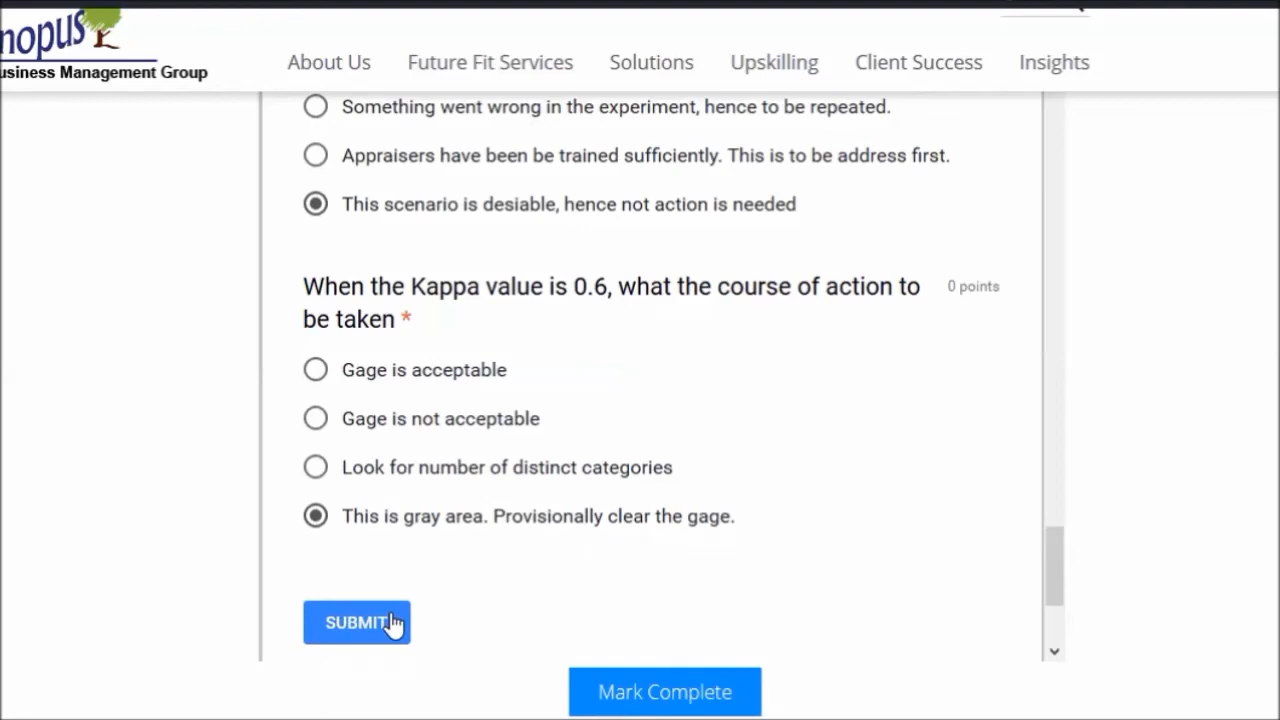 nopus
usiness Management Group
About Us Future Fit Services Solutions Upskilling Client Success Insights
Something went wrong in the experiment, hence to be repeated.
Appraisers have been be trained sufficiently. This is to be address first.
This scenario is desiable, hence not action is needed
When the Kappa value is 0.6, what the course of action to 0 points
be taken *
Gage is acceptable
Gage is not acceptable
Look for number of distinct categories
This is gray area. Provisionally clear the gage.
SUBMIT
Mark Complete